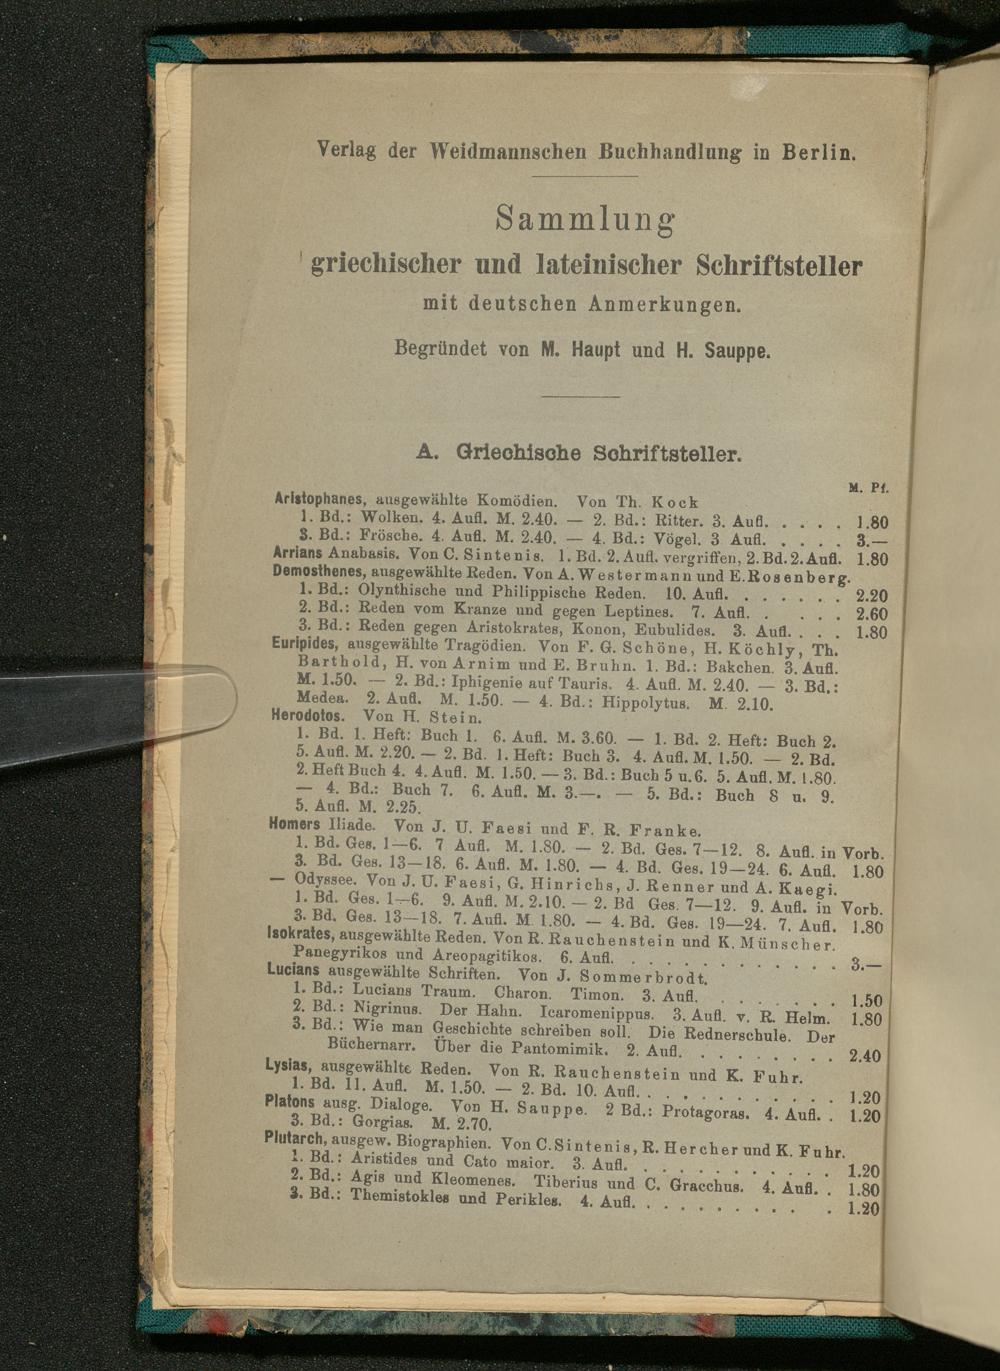 Verlag der Weidmannschen Buchhandlung in Berlin.
Sammlung
griechischer und lateinischer Schriftsteller
mit deutschen Anmerkungen.
Begründet von M. Haupt und H. Sauppe.
A. Griechische Schriftsteller.
M. Pf.
Aristophanes, ausgewählte Komödien. Von Th. Kock
1. Bd.: Wolken. 4. Aufl. M. 2.40. — 2. Bd.: Ritter. 3. Aufl. . . . . . 1.80
3. Bd.: Frösche. 4. Aufl. M. 2.40. — 4. Bd.: Vögel. 3 Aufl. . . . . . 3.—
Arrians Anabasis. Von C. Sintenis. 1. Bd. 2. Aufl. vergriffen, 2. Bd. 2. Aufl. 1.80
Demosthenes, ausgewählte Reden. Von A. Westermann und E. Rosenberg.
1. Bd.: Olynthische und Philippische Reden. 10. Aufl. . . . . . . . 2.20
2. Bd.: Reden vom Kranze und gegen Leptines. 7. Aufl. . . . . . 2.60
3. Bd.: Reden gegen Aristokrates, Konon, Eubulides. 3. Aufl. . . . 1.80
Euripides, ausgewählte Tragödien. Von F. G. Schöne, H. Köchly, Th.
Barthold, H. von Arnim und E. Bruhn. 1. Bd.: Bakchen. 3. Aufl.
M. 1.50. — 2. Bd.: Iphigenie auf Tauris. 4. Aufl. M. 2.40. — 3. Bd.:
Medea. 2. Aufl. M. 1.50. — 4. Bd.: Hippolytus. M. 2.10.
Herodotos. Von H. Stein.
1. Bd. 1. Heft: Buch 1. 6. Aufl. M. 3.60. — 1. Bd. 2. Heft: Buch 2.
5. Aufl. M. 2.20. — 2. Bd. 1. Heft: Buch 3. 4. Aufl. M. 1.50. — 2. Bd.
2. Heft Buch 4. 4. Aufl. M. 1.50. — 3. Bd.: Buch 5 u. 6. 5. Aufl. M. 1.80.
— 4. Bd.: Buch 7. 6. Aufl. M. 3.—. — 5. Bd.: Buch 8 u. 9.
5. Aufl. M. 2.25.
Homers Iliade. Von J. U. Faesi und F. R. Franke.
1. Bd. Ges. 1—6. 7 Aufl. M. 1.80. — 2. Bd. Ges. 7—12. 8. Aufl. in Vorb.
3. Bd. Ges. 13—18. 6. Aufl. M. 1.80. — 4. Bd. Ges. 19—24. 6. Aufl. 1.80
— Odyssee. Von J. U. Faesi, G. Hinrichs, J. Renner und A. Kaegi.
1. Bd. Ges. 1—6. 9. Aufl. M. 2.10. — 2. Bd Ges. 7—12. 9. Aufl. in Vorb.
3. Bd. Ges. 13—18. 7. Aufl. M 1.80. — 4. Bd. Ges. 19—24. 7. Aufl. 1.80
Isokrates, ausgewählte Reden. Von R. Rauchenstein und K. Münscher.
Panegyrikos und Areopagitikos. 6. Aufl. . . . . . . . . . . . . 3.—
Lucians ausgewählte Schriften. Von J. Sommerbrodt.
1. Bd.: Lucians Traum. Charon. Timon. 3. Aufl. . . . . . . . 1.50
2. Bd.: Nigrinus. Der Hahn. Icaromenippus. 3. Aufl. v. R. Helm. 1.80
3. Bd.: Wie man Geschichte schreiben soll. Die Rednerschule. Der
Büchernarr. Über die Pantomimik. 2. Aufl. . . . . . . . . . 2.40
Lysias, ausgewählte Reden. Von R. Rauchenstein und K. Fuhr.
1. Bd. 11. Aufl. M. 1.50. — 2. Bd. 10. Aufl. . . . . . . . . . . . . 1.20
Platons ausg. Dialoge. Von H. Sauppe. 2 Bd.: Protagoras. 4. Aufl. . 1.20
3. Bd.: Gorgias. M. 2.70.
Plutarch, ausgew. Biographien. Von C. Sintenis, R. Hercher und K. Fuhr.
1. Bd.: Aristides und Cato maior. 3. Aufl. . . . . . . . . . . . 1.20
2. Bd.: Agis und Kleomenes. Tiberius und C. Gracchus. 4. Aufl. . 1.80
3. Bd.: Themistokles und Perikles. 4. Aufl. . . . . . . . . . . 1.20